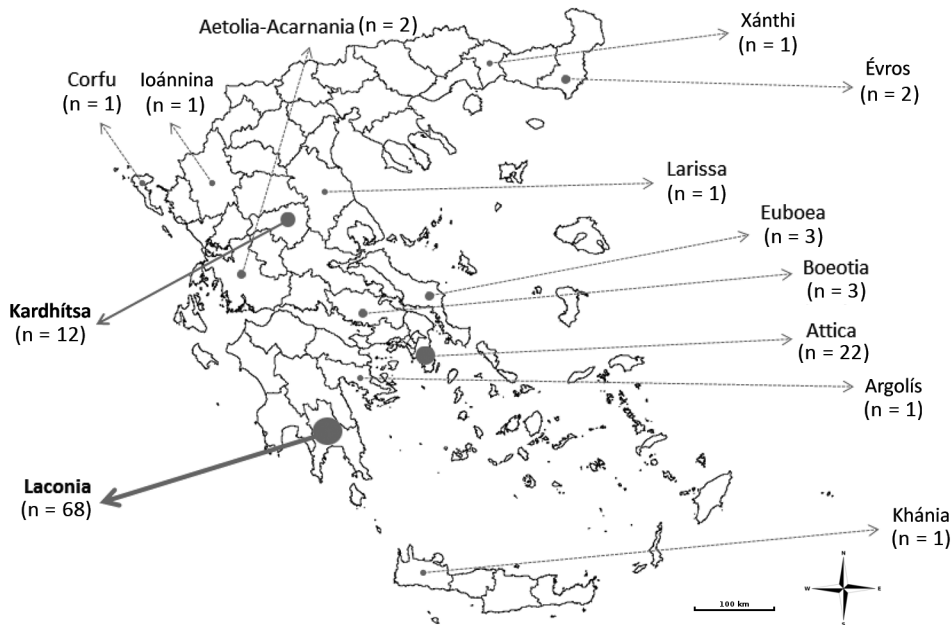 Aetolia-Acarnania (n = 2)
Xánthi
(n = 1)
Évros
(n = 2)
Corfu
(n = 1)
Ioánnina
(n = 1)
Larissa
(n = 1)
Euboea
(n = 3)
Boeotia
(n = 3)
Kardhítsa
(n = 12)
Attica
(n = 22)
Argolís
(n = 1)
Laconia
(n = 68)
Khánia
(n = 1)
100 km
N
W
E
S